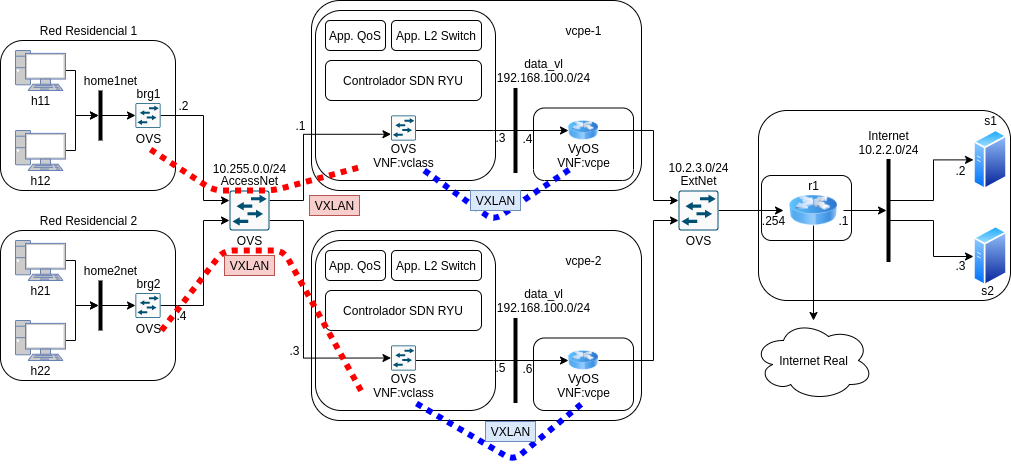 Red Residencial 1
h11
h12
home1net
brg1
OVS
.2
Red Residencial 2
h21
h22
home2net
brg2
OVS
.4
10.255.0.0/24
AccessNet
OVS
VXLAN
VXLAN
.1
.3
vcpe-1
App. QoS
App. L2 Switch
Controlador SDN RYU
OVS
VNF:vclass
data_vl
192.168.100.0/24
.3
.4
VyOS
VNF:vcpe
VXLAN
vcpe-2
App. QoS
App. L2 Switch
Controlador SDN RYU
OVS
VNF:vclass
data_vl
192.168.100.0/24
.5
.6
VyOS
VNF:vcpe
VXLAN
10.2.3.0/24
ExtNet
OVS
r1
.254
.1
Internet
10.2.2.0/24
s1
.2
.3
s2
Internet Real